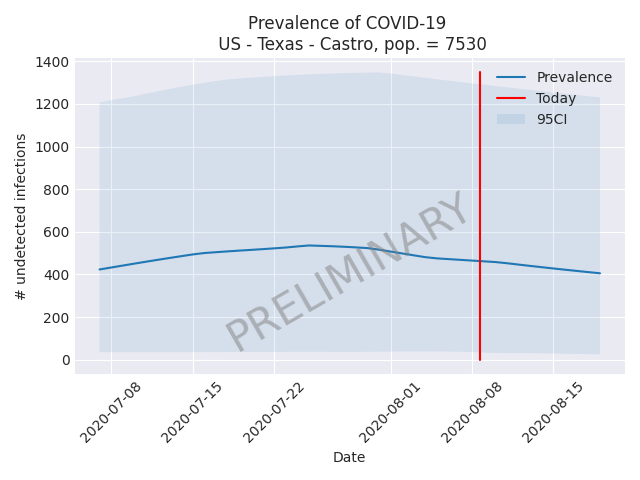 Prevalence of COVID-19
US - Texas - Castro, pop. = 7530
1400
1200
1000
800
600
400
200
0
# undetected infections
Prevalence
Today
95CI
PRELIMINARY
2020-07-08
2020-07-15
2020-07-22
2020-08-01
2020-08-08
2020-08-15
Date